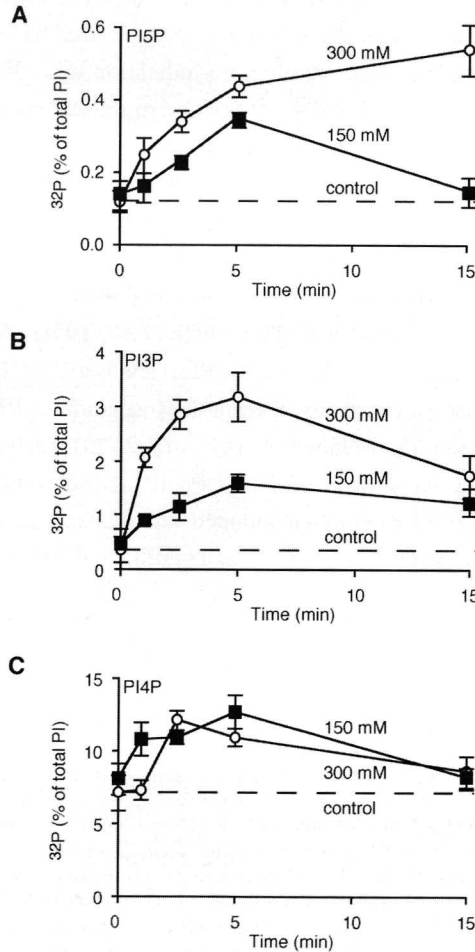 A
PI5P
0.6
0.4
0.2
0.0
32P (% of total PI)
300 mM
150 mM
control
0
5
10
15
Time (min)
B
PI3P
4
3
2
1
0
32P (% of total PI)
300 mM
150 mM
control
0
5
10
15
Time (min)
C
PI4P
15
10
5
0
32P (% of total PI)
150 mM
300 mM
control
0
5
10
15
Time (min)